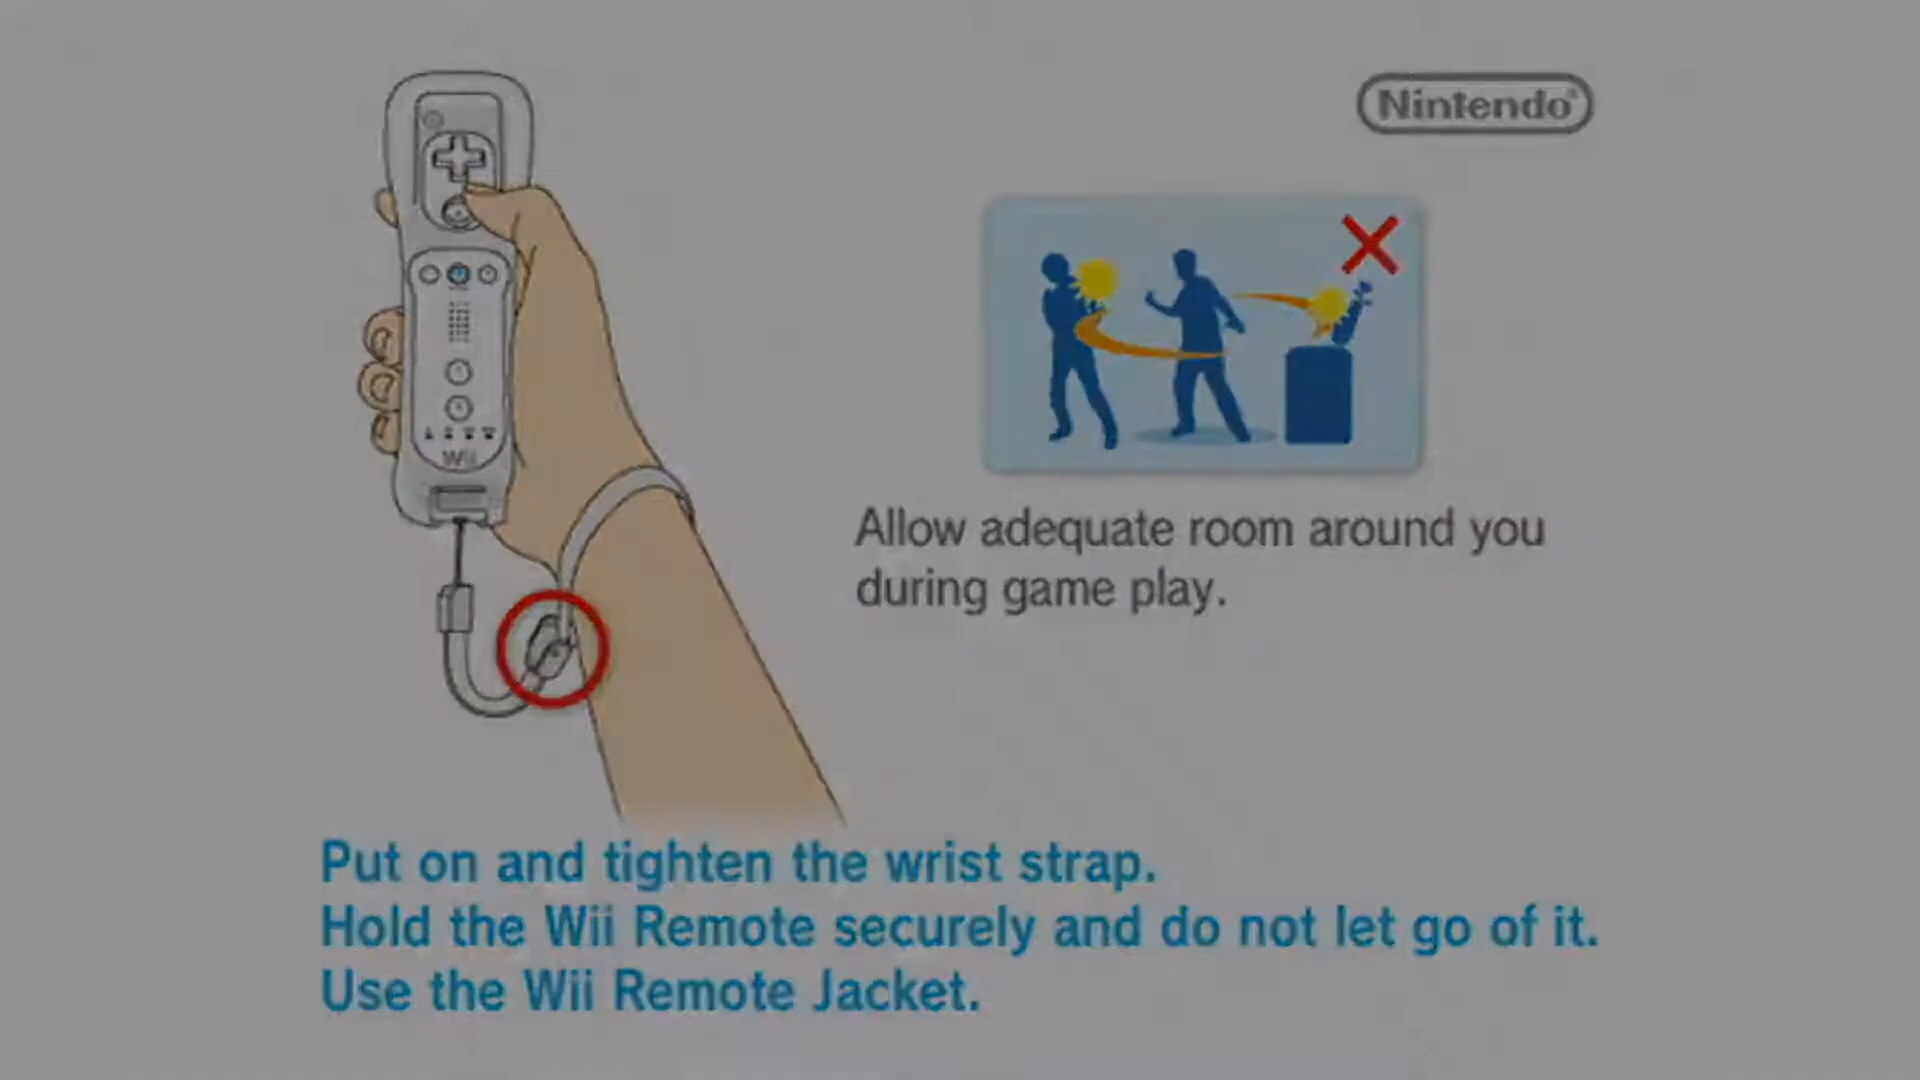 Nintendo®
Wii
Allow adequate room around you
during game play.
Put on and tighten the wrist strap.
Hold the Wii Remote securely and do not let go of it.
Use the Wii Remote Jacket.